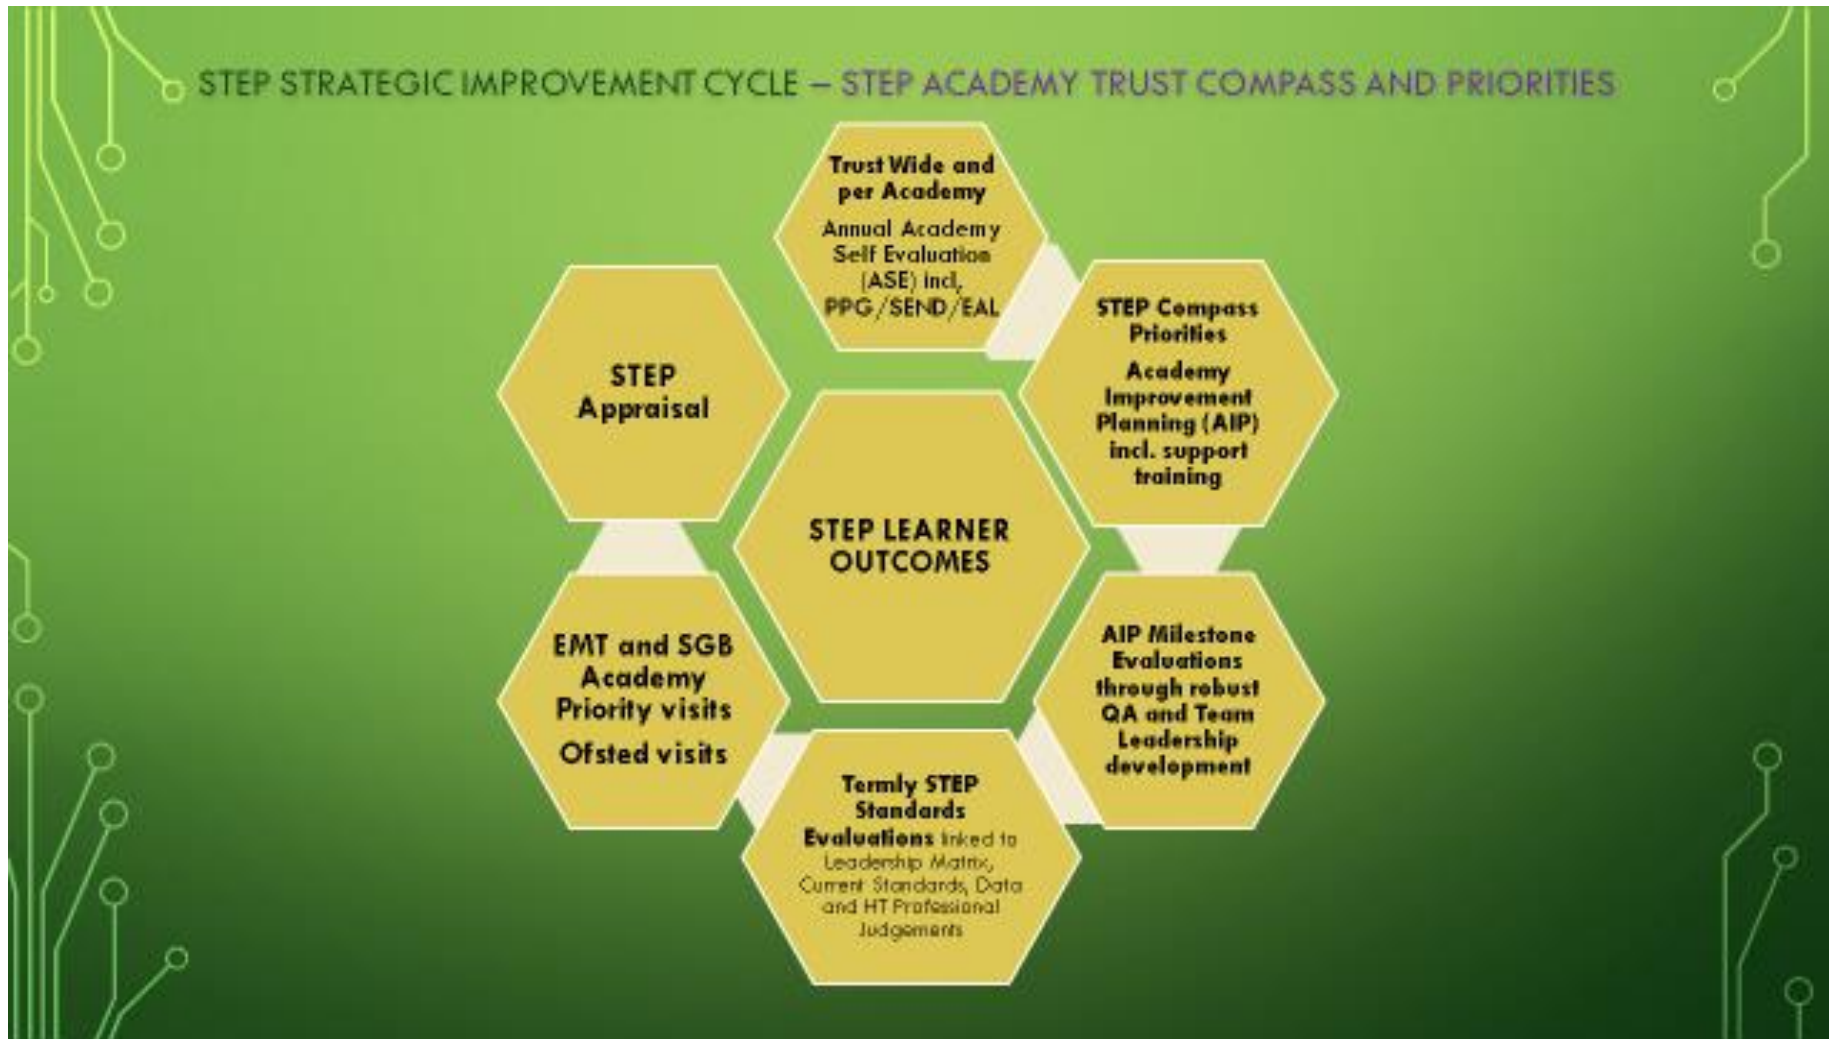 STEP STRATEGIC IMPROVEMENT CYCLE – STEP ACADEMY TRUST COMPASS AND PRIORITIES
Trust Wide and
per Academy
Annual Academy
Self Evaluation
(ASE) incl,
PPG/SEND/EAL
STEP Compass
Priorities
Academy
Improvement
Planning (AIP)
incl. support
training
AIP Milestone
Evaluations
through robust
QA and Team
Leadership
development
Termly STEP
Standards
Evaluations linked to
Leadership Matrix,
Current Standards, Data
and HT Professional
Judgements
EMT and SGB
Academy
Priority visits
Ofsted visits
STEP
Appraisal
STEP LEARNER
OUTCOMES